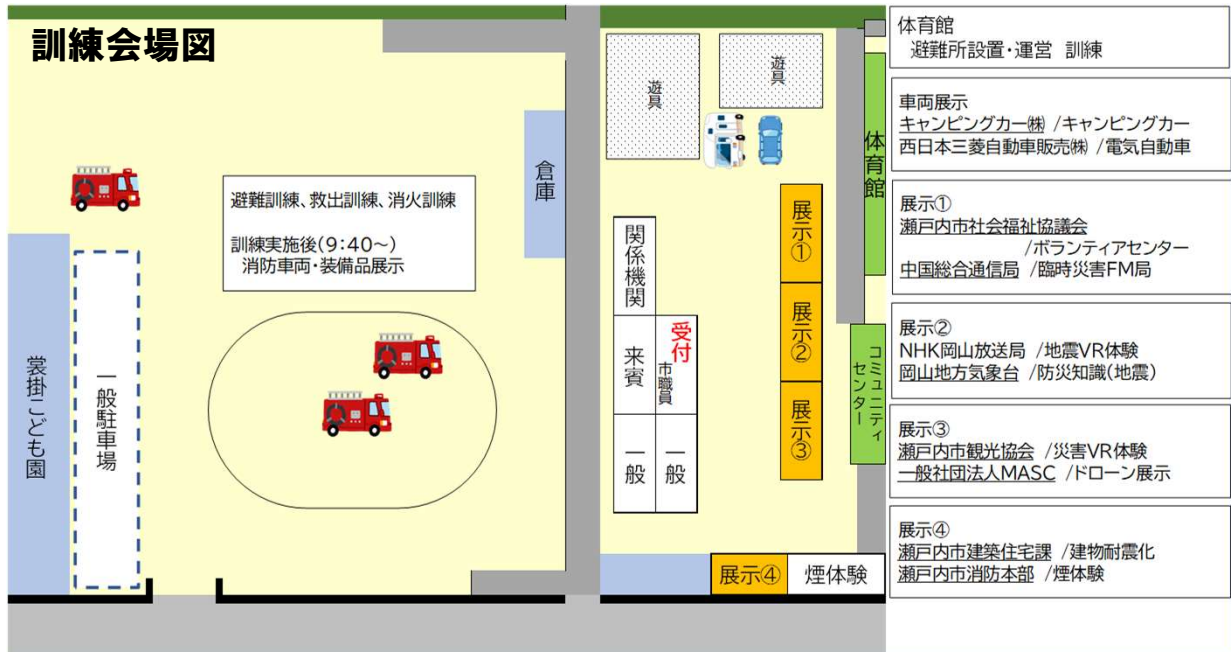 訓練会場図
避難訓練、救出訓練、消火訓練
訓練実施後(9:40～)
消防車両・装備品展示
裳掛こども園
一般駐車場
倉庫
遊具
遊具
関係機関
来賓
一般
受付
市職員
一般
展示①
展示②
展示③
体育館
コミュニティ
センター
展示④
煙体験
体育館
避難所設置・運営 訓練
車両展示
キャンピングカー㈱ /キャンピングカー
西日本三菱自動車販売㈱ /電気自動車
展示①
瀬戸内市社会福祉協議会
/ボランティアセンター
中国総合通信局 /臨時災害FM局
展示②
NHK岡山放送局 /地震VR体験
岡山地方気象台 /防災知識(地震)
展示③
瀬戸内市観光協会 /災害VR体験
一般社団法人MASC /ドローン展示
展示④
瀬戸内市建築住宅課 /建物耐震化
瀬戸内市消防本部 /煙体験